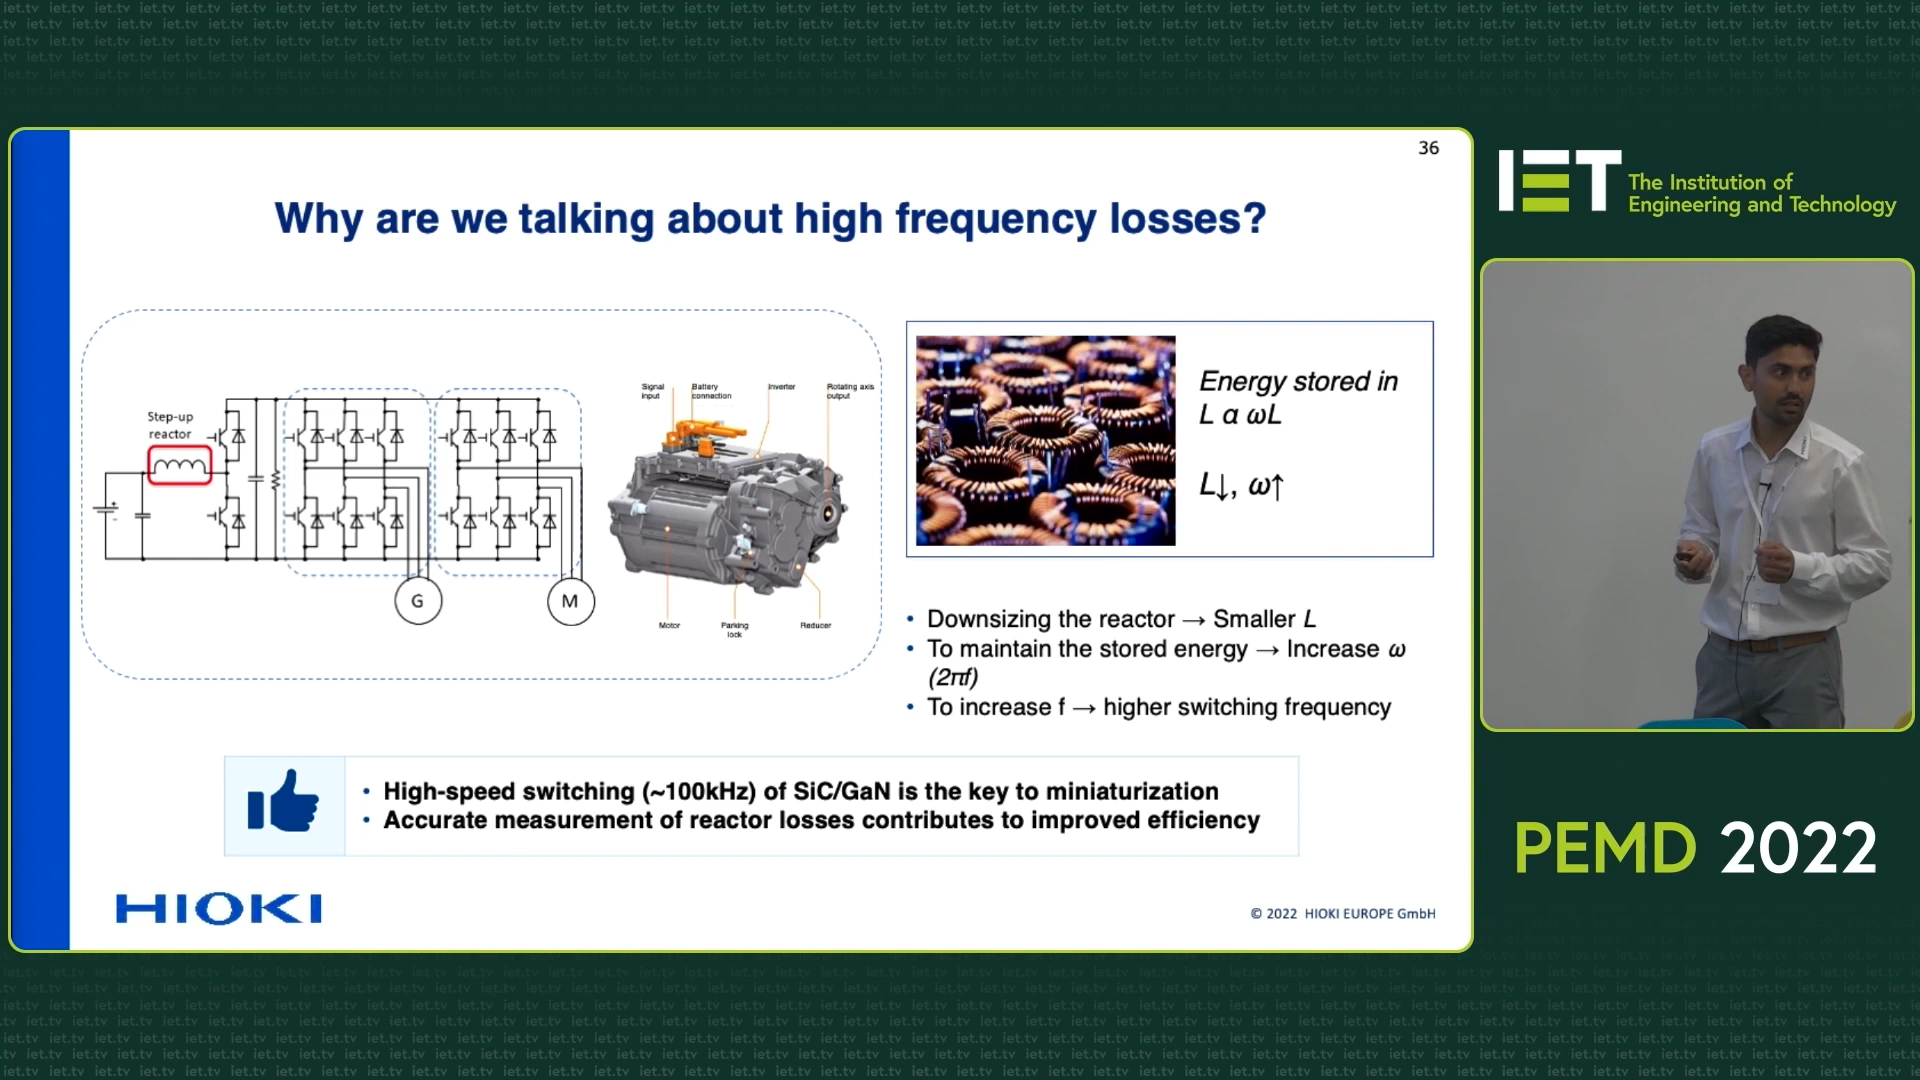 36
Why are we talking about high frequency losses?
Step-up
reactor
G
M
Signal
input
Battery
connection
Inverter
Rotating axis
output
Motor
Parking
lock
Reducer
Energy stored in
L α ωL
L↓, ω↑
• Downsizing the reactor → Smaller L
• To maintain the stored energy → Increase ω
(2πf)
• To increase f → higher switching frequency
• High-speed switching (~100kHz) of SiC/GaN is the key to miniaturization
• Accurate measurement of reactor losses contributes to improved efficiency
HIOKI
© 2022 HIOKI EUROPE GmbH
IET
The Institution of
Engineering and Technology
PEMD 2022